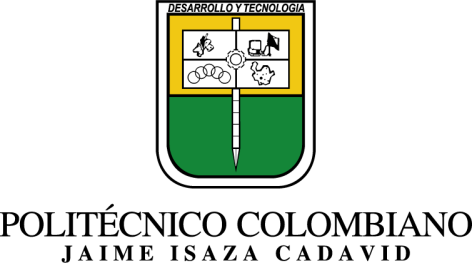 DESARROLLO Y TECNOLOGIA
POLITÉCNICO COLOMBIANO
JAIME ISAZA CADAVID